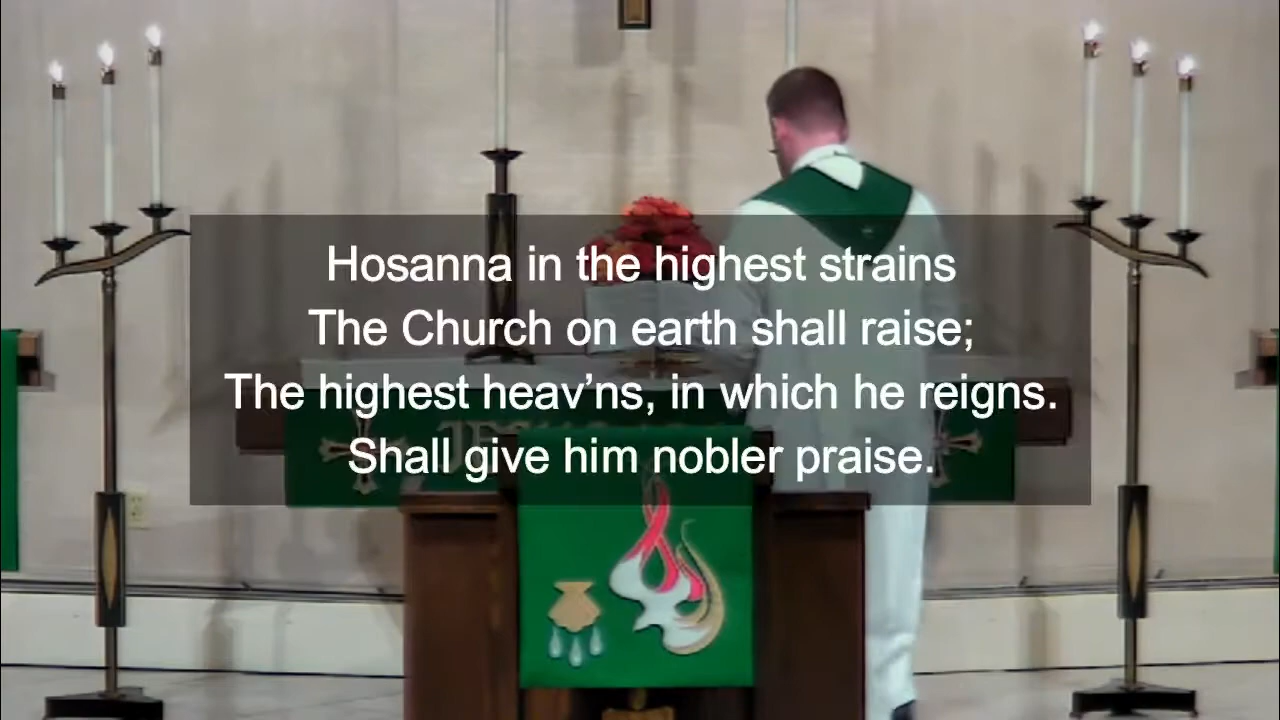 Hosanna in the highest strains
The Church on earth shall raise;
The highest heav’ns, in which he reigns.
Shall give him nobler praise.